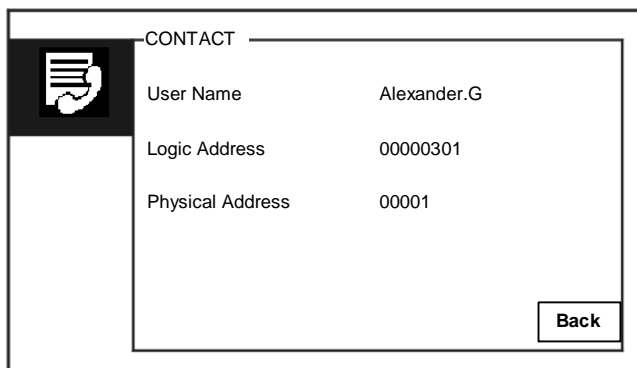 CONTACT
User Name Alexander.G
Logic Address 00000301
Physical Address 00001
Back